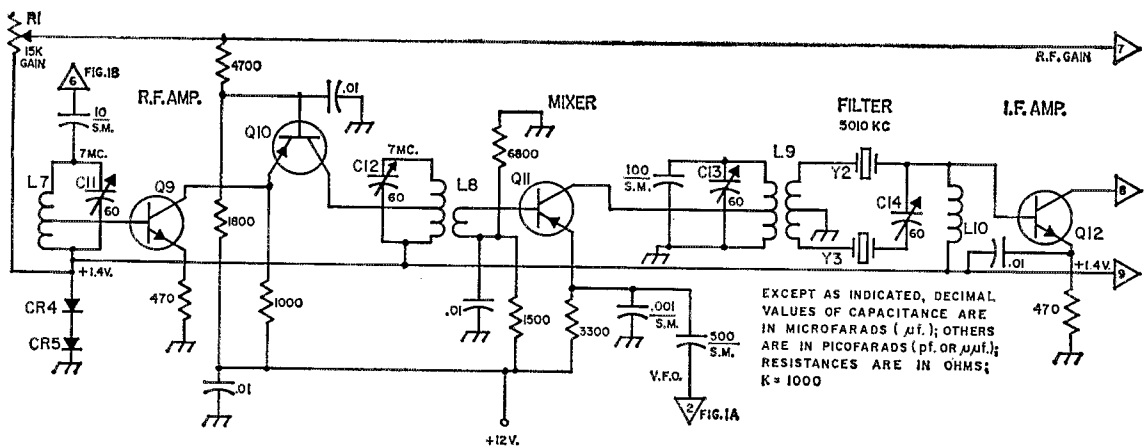 R1
15K
GAIN
6
FIG.1B
10
S.M.
R.F. AMP.
4700
.01
Q10
7MC.
C11
60
L7
Q9
1800
470
1000
+1.4V.
CR4
CR5
.01
7MC.
C12
60
L8
MIXER
6800
Q11
.01
1500
3300
.001
S.M.
500
S.M.
V.F.O.
2
FIG.1A
+12V.
100
S.M.
C13
60
L9
FILTER
5010 KC
Y2
Y3
C14
60
L10
.01
I.F. AMP.
Q12
+1.4V.
470
R.F. GAIN
7
8
9
EXCEPT AS INDICATED, DECIMAL
VALUES OF CAPACITANCE ARE
IN MICROFARADS (µf.); OTHERS
ARE IN PICOFARADS (pf. OR µµf.);
RESISTANCES ARE IN OHMS;
K = 1000